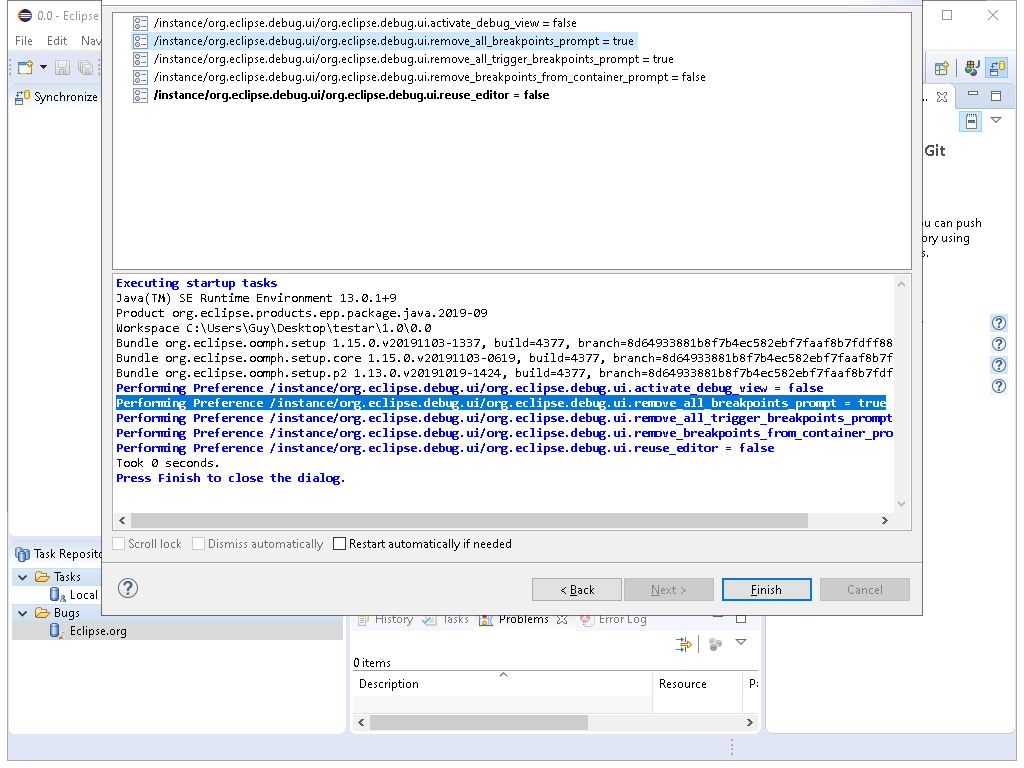 0.0 - Eclipse
File Edit Nav
Synchronize
/instance/org.eclipse.debug.ui/org.eclipse.debug.ui.activate_debug_view = false
/instance/org.eclipse.debug.ui/org.eclipse.debug.ui.remove_all_breakpoints_prompt = true
/instance/org.eclipse.debug.ui/org.eclipse.debug.ui.remove_all_trigger_breakpoints_prompt = true
/instance/org.eclipse.debug.ui/org.eclipse.debug.ui.remove_breakpoints_from_container_prompt = false
/instance/org.eclipse.debug.ui/org.eclipse.debug.ui.reuse_editor = false
Git
u can push
ory using
s.
Executing startup tasks
Java(TM) SE Runtime Environment 13.0.1+9
Product org.eclipse.products.epp.package.java.2019-09
Workspace C:\Users\Guy\Desktop\testar\1.0\0.0
Bundle org.eclipse.oomph.setup 1.15.0.v20191103-1337, build=4377, branch=8d64933881b8f7b4ec582ebf7faaf8b7fdff88
Bundle org.eclipse.oomph.setup.core 1.15.0.v20191103-0619, build=4377, branch=8d64933881b8f7b4ec582ebf7faaf8b7f
Bundle org.eclipse.oomph.setup.p2 1.13.0.v20191019-1424, build=4377, branch=8d64933881b8f7b4ec582ebf7faaf8b7fdf
Performing Preference /instance/org.eclipse.debug.ui/org.eclipse.debug.ui.activate_debug_view = false
Performing Preference /instance/org.eclipse.debug.ui/org.eclipse.debug.ui.remove_all_breakpoints_prompt = true
Performing Preference /instance/org.eclipse.debug.ui/org.eclipse.debug.ui.remove_all_trigger_breakpoints_prompt
Performing Preference /instance/org.eclipse.debug.ui/org.eclipse.debug.ui.remove_breakpoints_from_container_pro
Performing Preference /instance/org.eclipse.debug.ui/org.eclipse.debug.ui.reuse_editor = false
Took 0 seconds.
Press Finish to close the dialog.
Scroll lock Dismiss automatically Restart automatically if needed
< Back Next > Finish Cancel
Task Reposito
Tasks
Local
Bugs
Eclipse.org
History Tasks Problems Error Log
0 items
Description Resource Pa